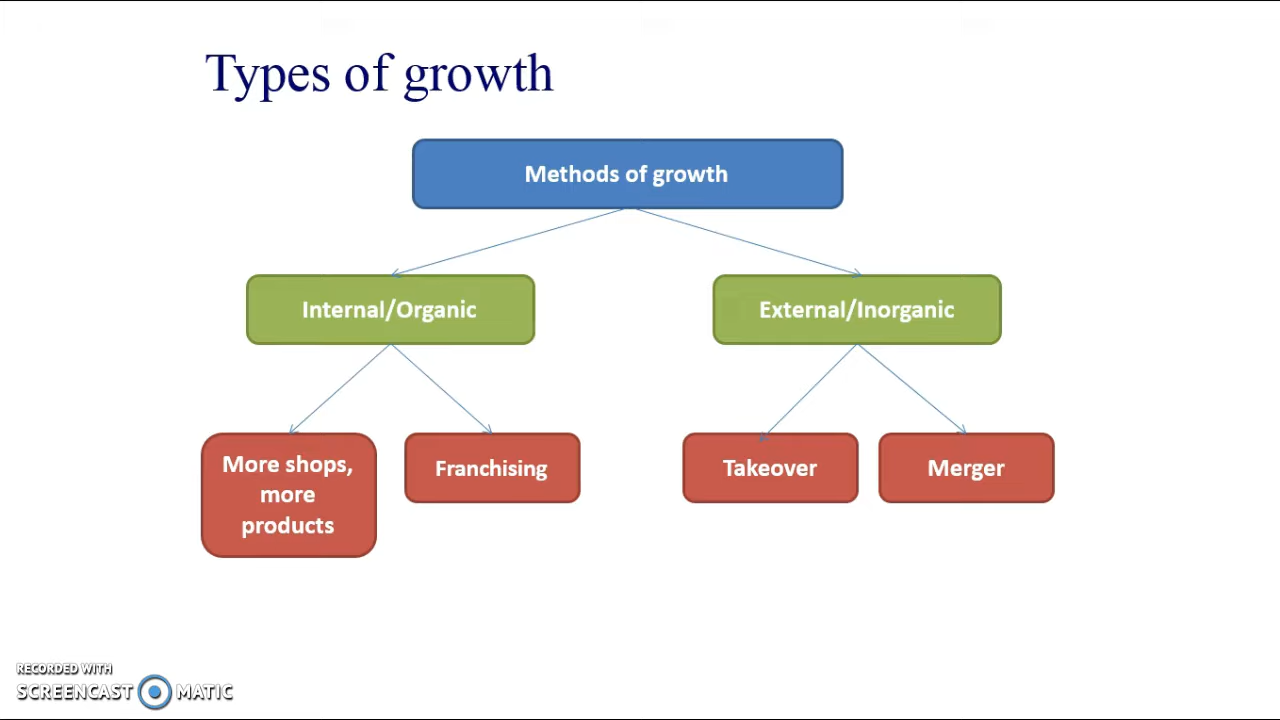 Types of growth
Methods of growth
Internal/Organic
External/Inorganic
More shops,
more
products
Franchising
Takeover
Merger
RECORDED WITH
SCREENCAST MATIC